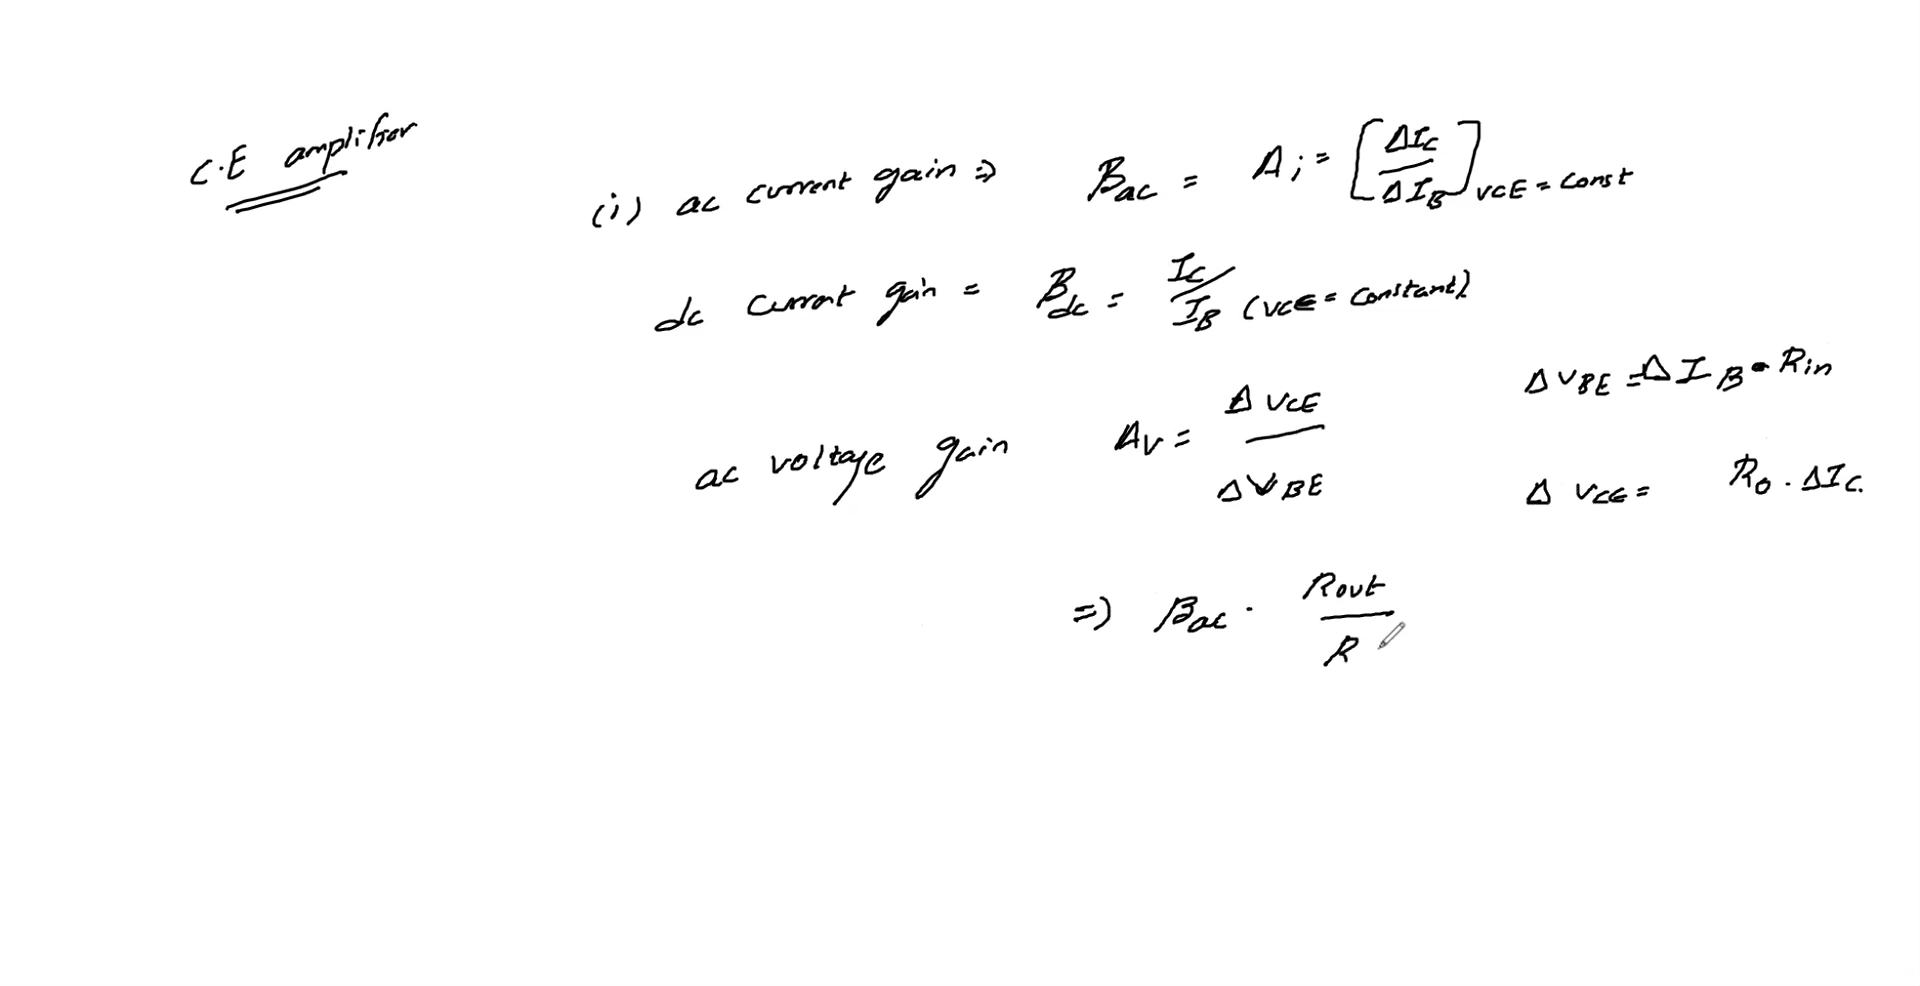 C.E amplifier
(i) ac current gain ⇒ βac = Ai = [ΔIC / ΔIB] VCE = const
dc current gain = βdc = IC / IB (VCE = constant)
ΔVBE = ΔIB · Rin
ac voltage gain AV = ΔVCE / ΔVBE
ΔVCE = R0 · ΔIC.
⇒ βac · Rout / R